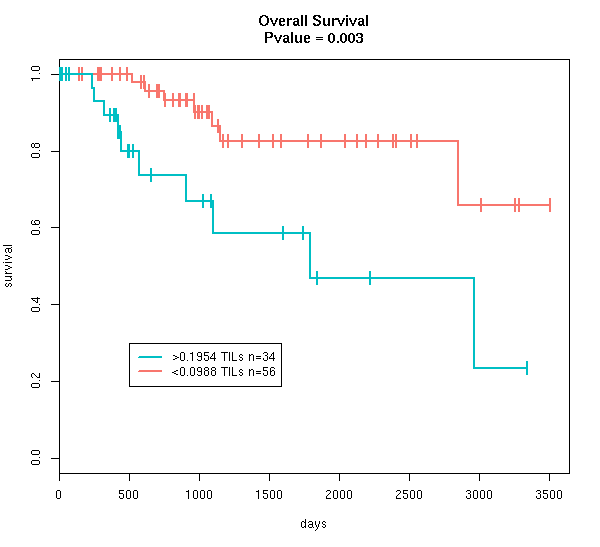 Overall Survival
Pvalue = 0.003
survival
1.0
0.8
0.6
0.4
0.2
0.0
>0.1954 TILs n=34
<0.0988 TILs n=56
0 500 1000 1500 2000 2500 3000 3500
days